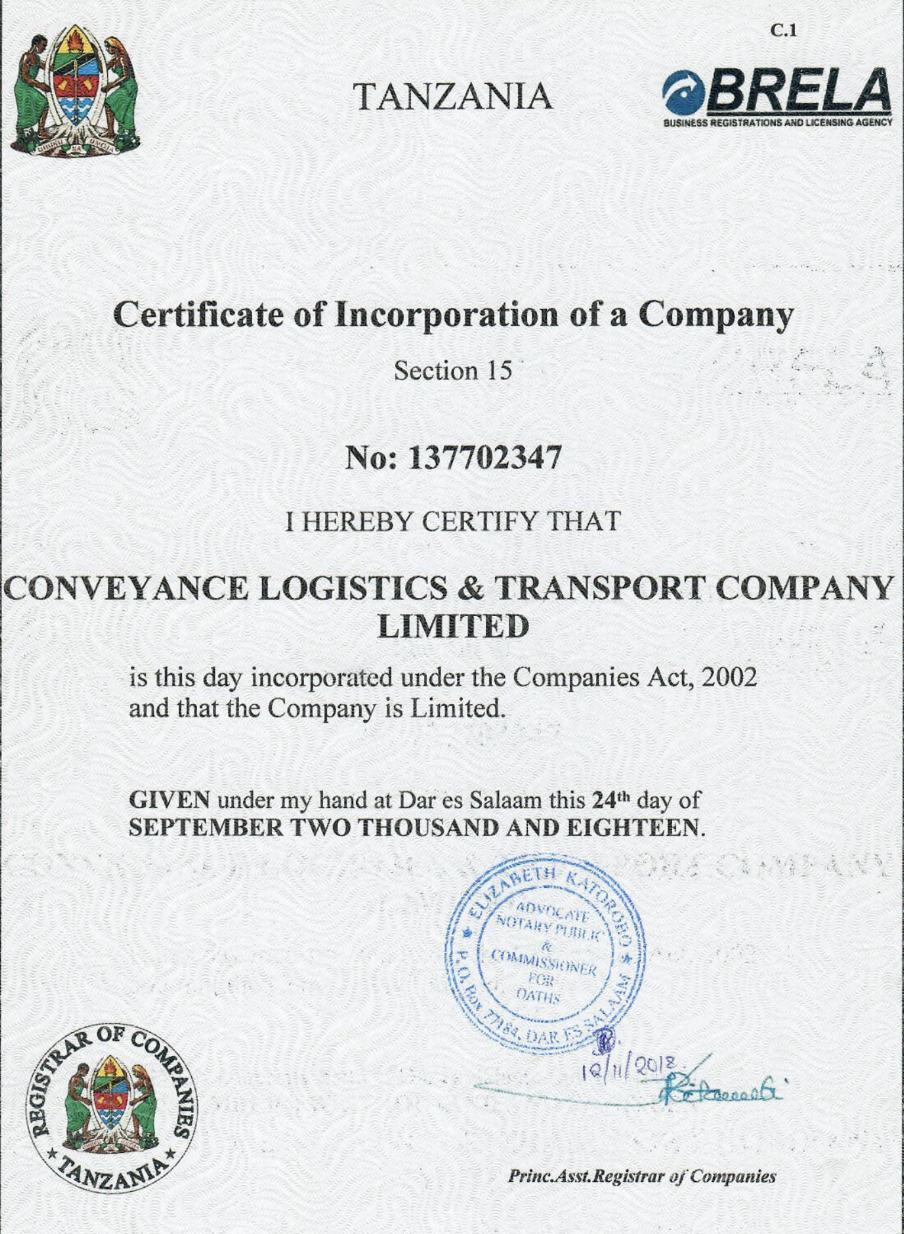 C.1
TANZANIA
BRELA
BUSINESS REGISTRATIONS AND LICENSING AGENCY
Certificate of Incorporation of a Company
Section 15
No: 137702347
I HEREBY CERTIFY THAT
CONVEYANCE LOGISTICS & TRANSPORT COMPANY
LIMITED
is this day incorporated under the Companies Act, 2002
and that the Company is Limited.
GIVEN under my hand at Dar es Salaam this 24th day of
SEPTEMBER TWO THOUSAND AND EIGHTEEN.
ELIZABETH KATOROBO
ADVOCATE
NOTARY PUBLIC
&
COMMISSIONER
FOR
OATHS
P.O. Box 77184, DAR ES SALAAM
12/11/2018
REGISTRAR OF COMPANIES
TANZANIA
Princ.Asst.Registrar of Companies